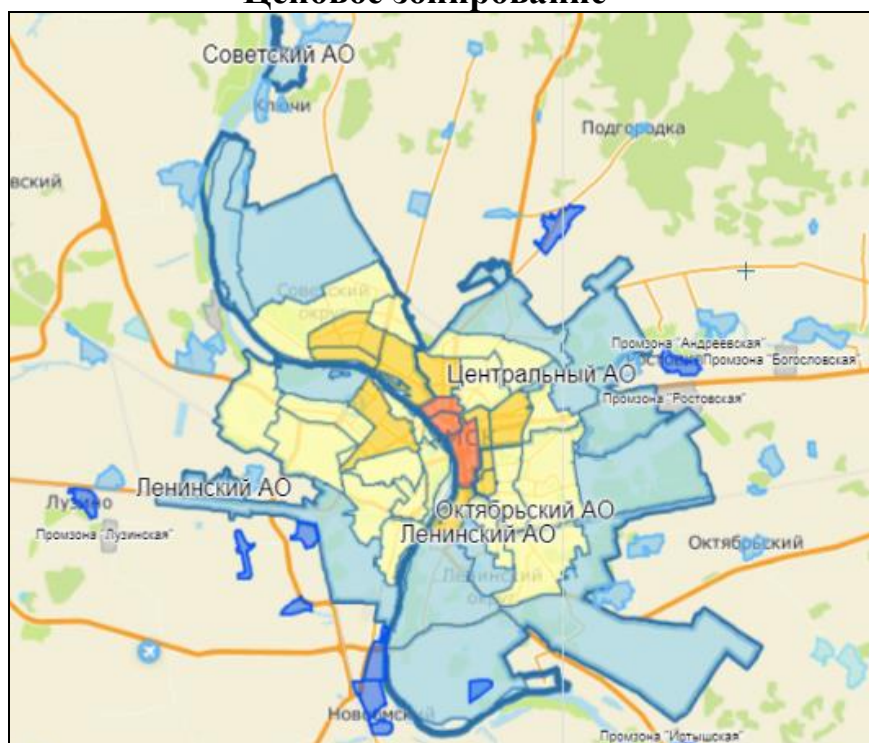 Ценовое зонирование
Советский АО
Ключи
Подгородка
вский
Советский
округ
Промзона "Андреевская"
Промзона "Богословская"
Центральный АО
Промзона "Ростовская"
Ленинский АО
Лузино
Октябрьский АО
Ленинский АО
Промзона "Лузинская"
Октябрьский
Ленинский
округ
Новоомский
Промзона "Иртышская"